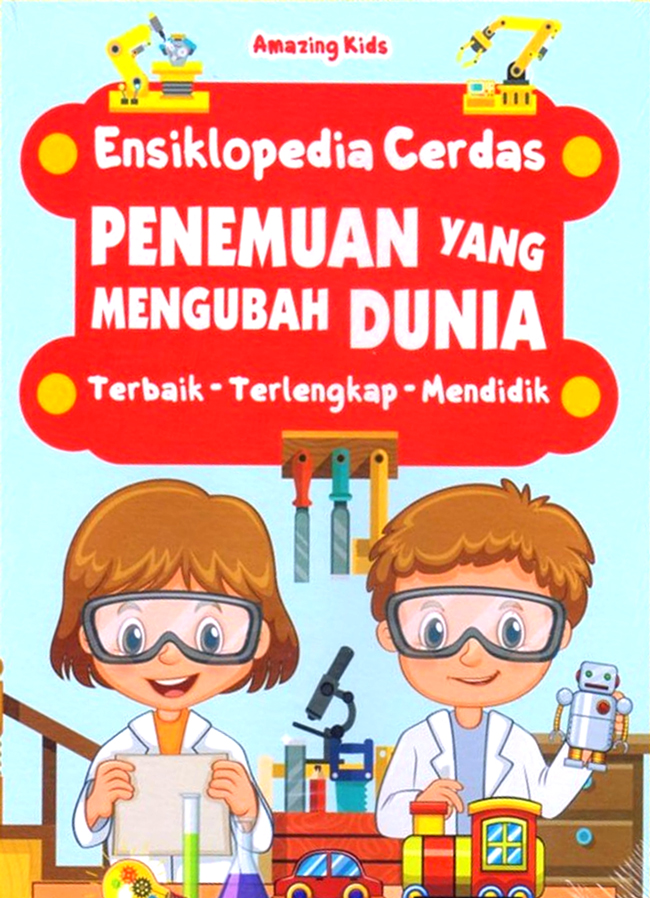 Amazing Kids
Ensiklopedia Cerdas
PENEMUAN YANG
MENGUBAH DUNIA
Terbaik - Terlengkap - Mendidik